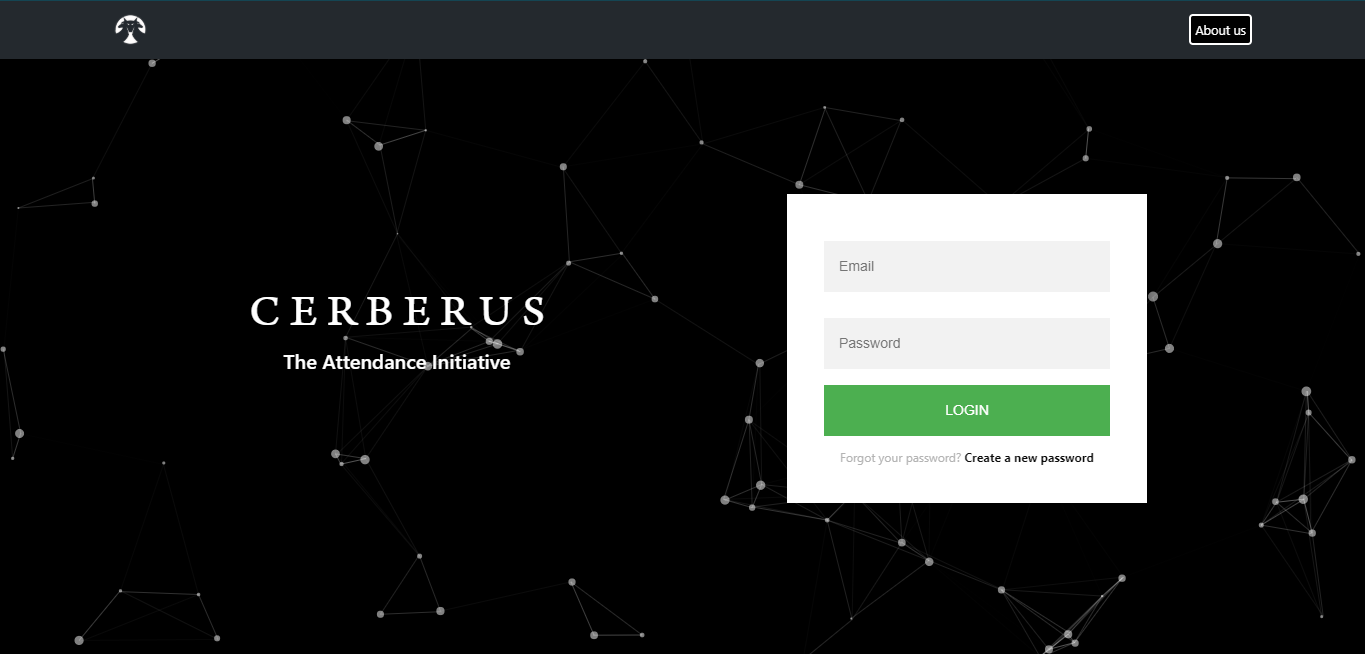 About us
CERBERUS
The Attendance Initiative
Email
Password
LOGIN
Forgot your password? Create a new password